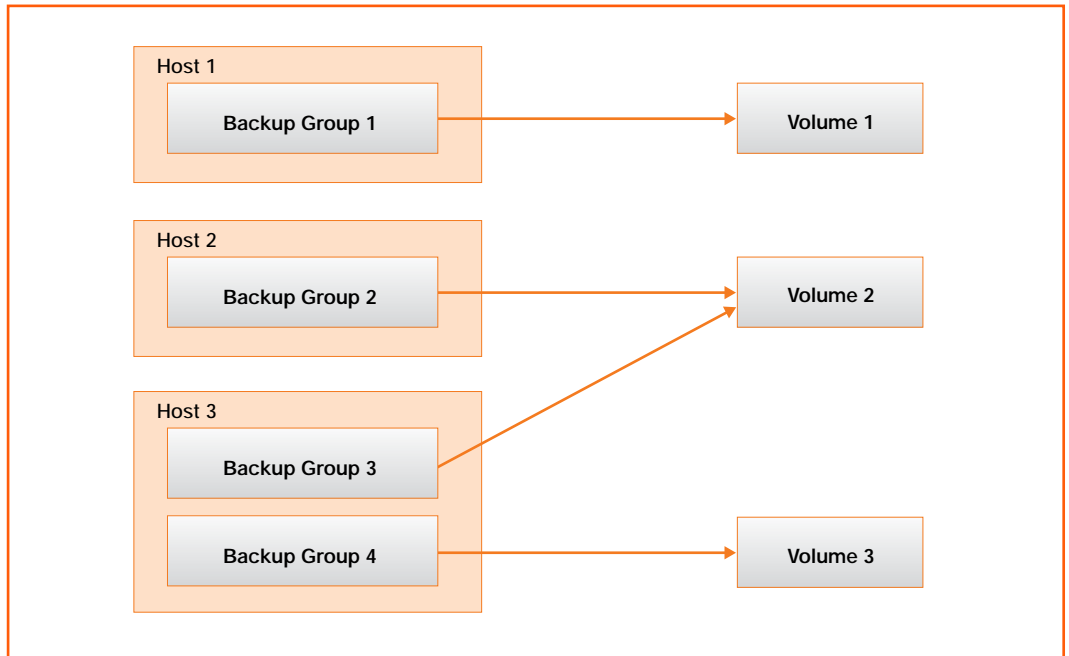 Host 1
Backup Group 1
Volume 1
Host 2
Backup Group 2
Volume 2
Host 3
Backup Group 3
Backup Group 4
Volume 3